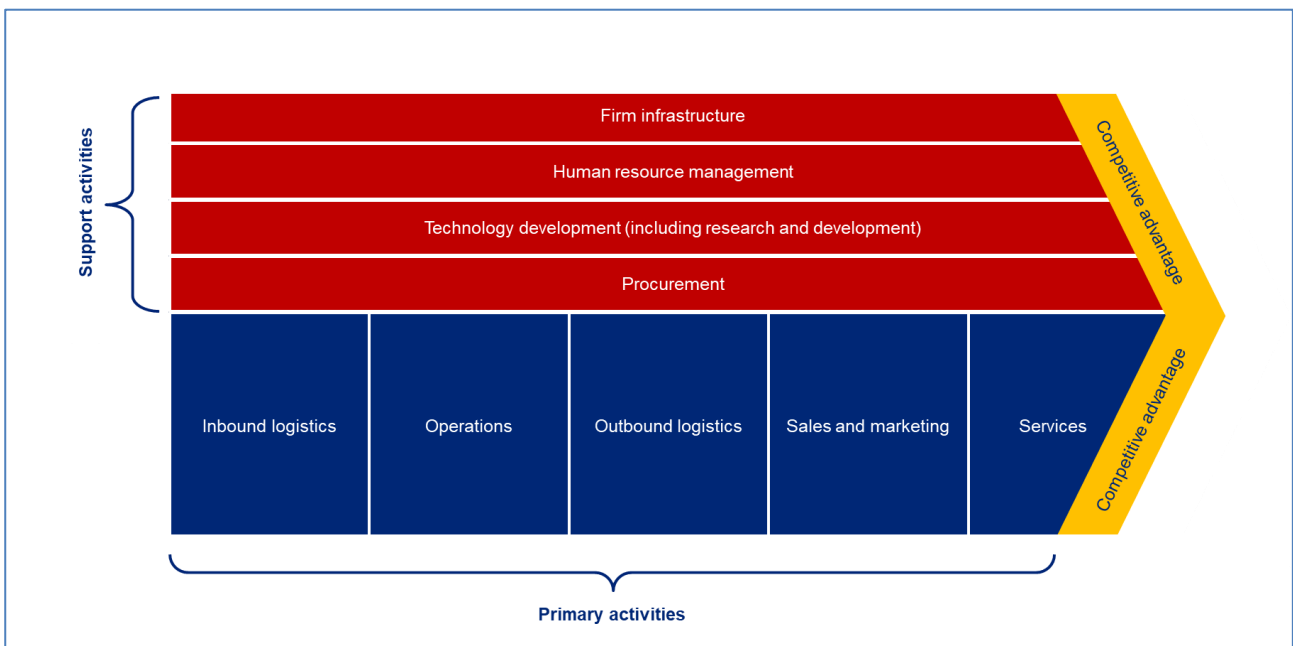 Support activities
Firm infrastructure
Human resource management
Technology development (including research and development)
Procurement
Competitive advantage
Inbound logistics
Operations
Outbound logistics
Sales and marketing
Services
Competitive advantage
Primary activities